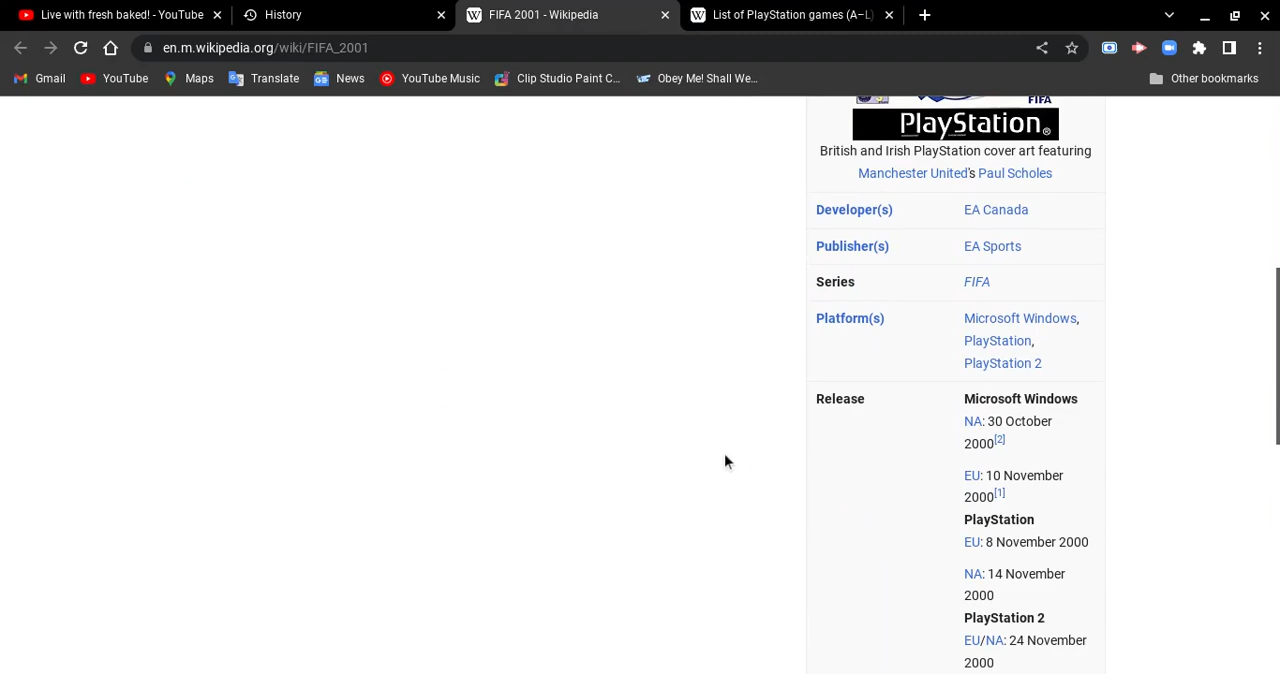 Live with fresh baked! - YouTube
History
FIFA 2001 - Wikipedia
List of PlayStation games (A–L)
en.m.wikipedia.org/wiki/FIFA_2001
Gmail
YouTube
Maps
Translate
News
YouTube Music
Clip Studio Paint C...
Obey Me! Shall We...
Other bookmarks
FIFA
PlayStation®
British and Irish PlayStation cover art featuring
Manchester United's Paul Scholes
Developer(s) EA Canada
Publisher(s) EA Sports
Series FIFA
Platform(s) Microsoft Windows,
PlayStation,
PlayStation 2
Release Microsoft Windows
NA: 30 October
2000[2]
EU: 10 November
2000[1]
PlayStation
EU: 8 November 2000
NA: 14 November
2000
PlayStation 2
EU/NA: 24 November
2000